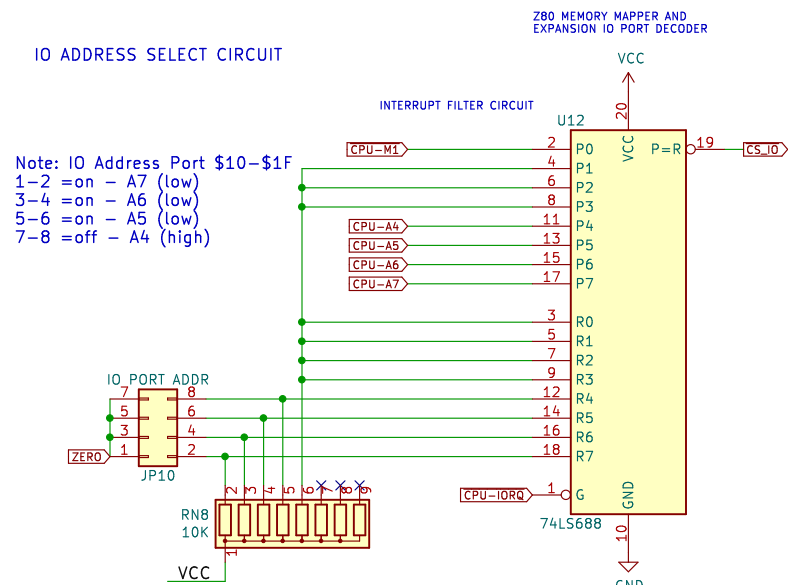 Z80 MEMORY MAPPER AND
EXPANSION IO PORT DECODER
IO ADDRESS SELECT CIRCUIT
VCC
INTERRUPT FILTER CIRCUIT
U12
20
VCC
Note: IO Address Port $10-$1F
1-2 =on - A7 (low)
3-4 =on - A6 (low)
5-6 =on - A5 (low)
7-8 =off - A4 (high)
CPU-M1 2 P0 P=R 19 CS_IO
4 P1
6 P2
8 P3
CPU-A4 11 P4
CPU-A5 13 P5
CPU-A6 15 P6
CPU-A7 17 P7
3 R0
5 R1
7 R2
9 R3
12 R4
14 R5
16 R6
18 R7
IO PORT ADDR
7 8
5 6
3 4
ZERO 1 2
JP10
CPU-IORQ 1 G
GND
74LS688
10
GND
2 3 4 5 6 7 8 9
RN8
10K
1
VCC